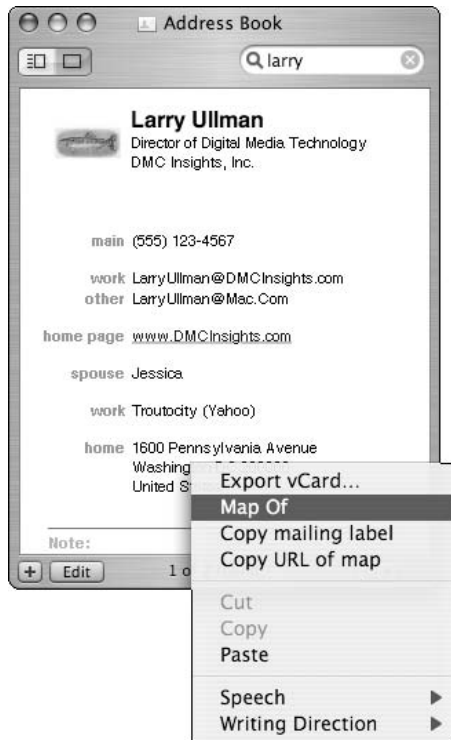 Address Book
larry
Larry Ullman
Director of Digital Media Technology
DMC Insights, Inc.
main (555) 123-4567
work LarryUllman@DMCInsights.com
other LarryUllman@Mac.Com
home page www.DMCInsights.com
spouse Jessica
work Troutocity (Yahoo)
home 1600 Pennsylvania Avenue
United
Note:
+ Edit 1
Export vCard...
Map Of
Copy mailing label
Copy URL of map
Cut
Copy
Paste
Speech
Writing Direction